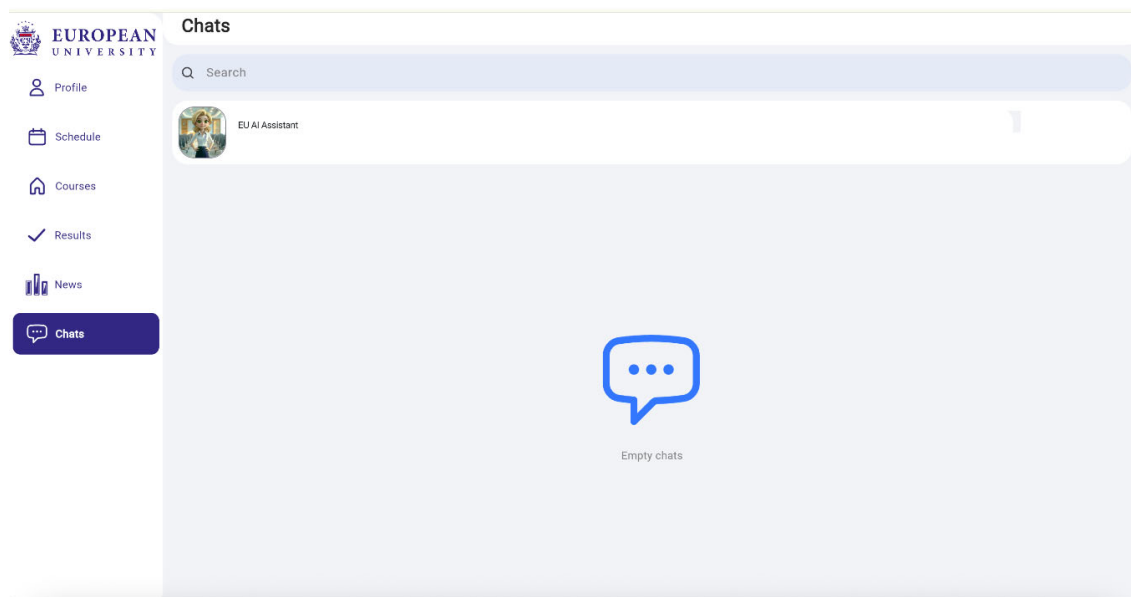 EUROPEAN
UNIVERSITY
Profile
Schedule
Courses
Results
News
Chats
Chats
Search
EU AI Assistant
Empty chats